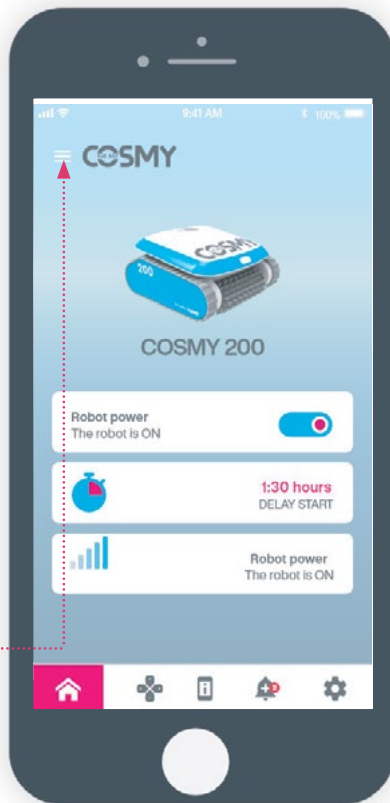 9:41 AM 100%
COSMY
COSMY
200
COSMY 200
Robot power
The robot is ON
1:30 hours
DELAY START
Robot power
The robot is ON